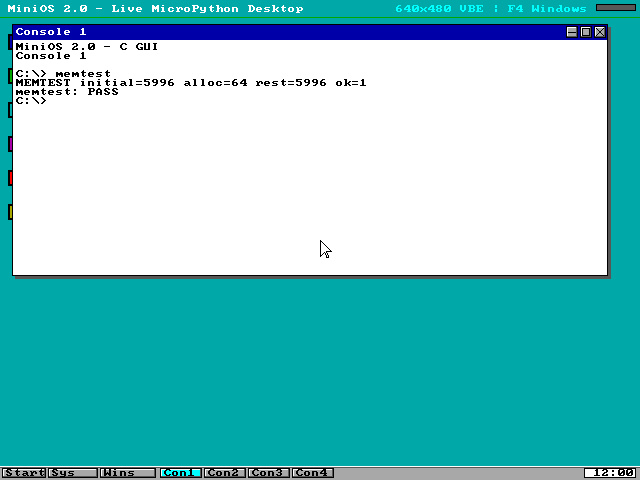 MiniOS 2.0 - Live MicroPython Desktop
640x480 VBE | F4 Windows
Console 1
MiniOS 2.0 - C GUI
Console 1
C:\> memtest
MEMTEST initial=5996 alloc=64 rest=5996 ok=1
memtest: PASS
C:\>
Start Sys Wins Con1 Con2 Con3 Con4 12:00